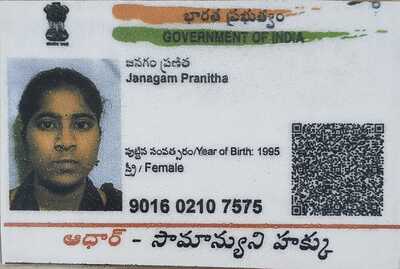 భారత ప్రభుత్వం
GOVERNMENT OF INDIA
జనగం ప్రణిత
Janagam Pranitha
పుట్టిన సంవత్సరం/Year of Birth: 1995
స్త్రీ / Female
9016 0210 7575
ఆధార్ - సామాన్యుని హక్కు